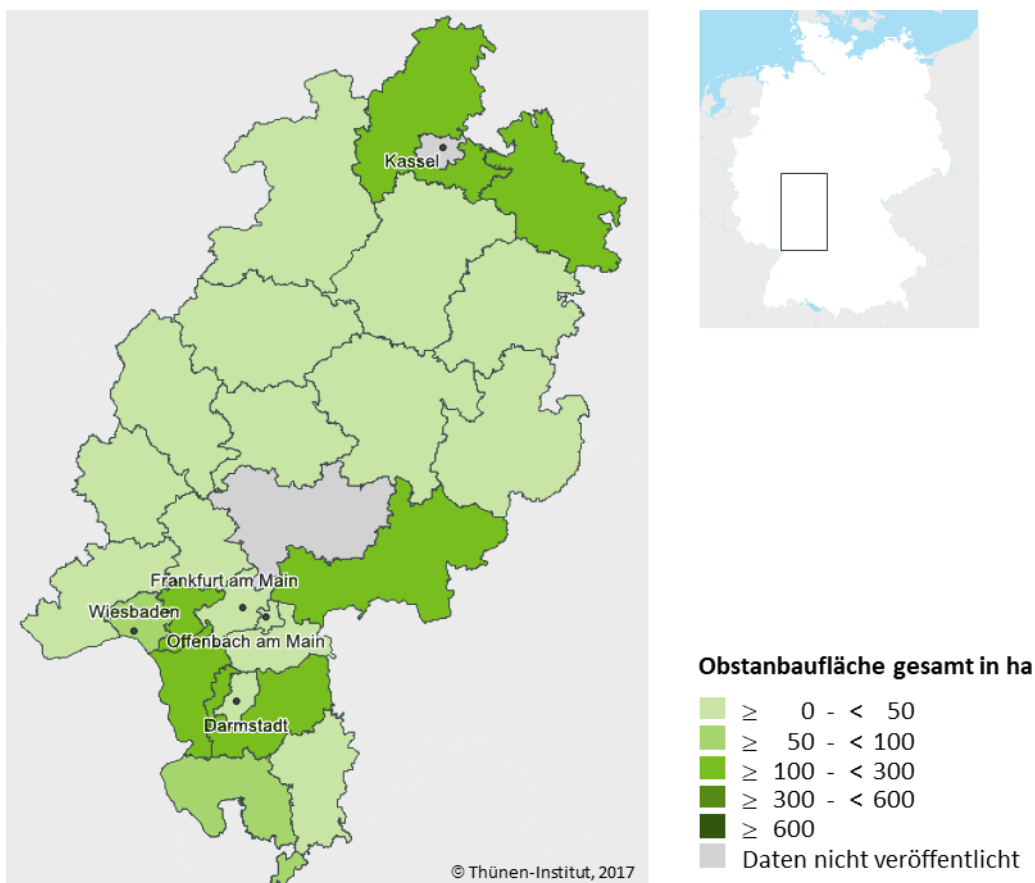 Kassel
Frankfurt am Main
Wiesbaden
Offenbach am Main
Darmstadt
© Thünen-Institut, 2017
Obstanbaufläche gesamt in ha
≥ 0 - < 50
≥ 50 - < 100
≥ 100 - < 300
≥ 300 - < 600
≥ 600
Daten nicht veröffentlicht